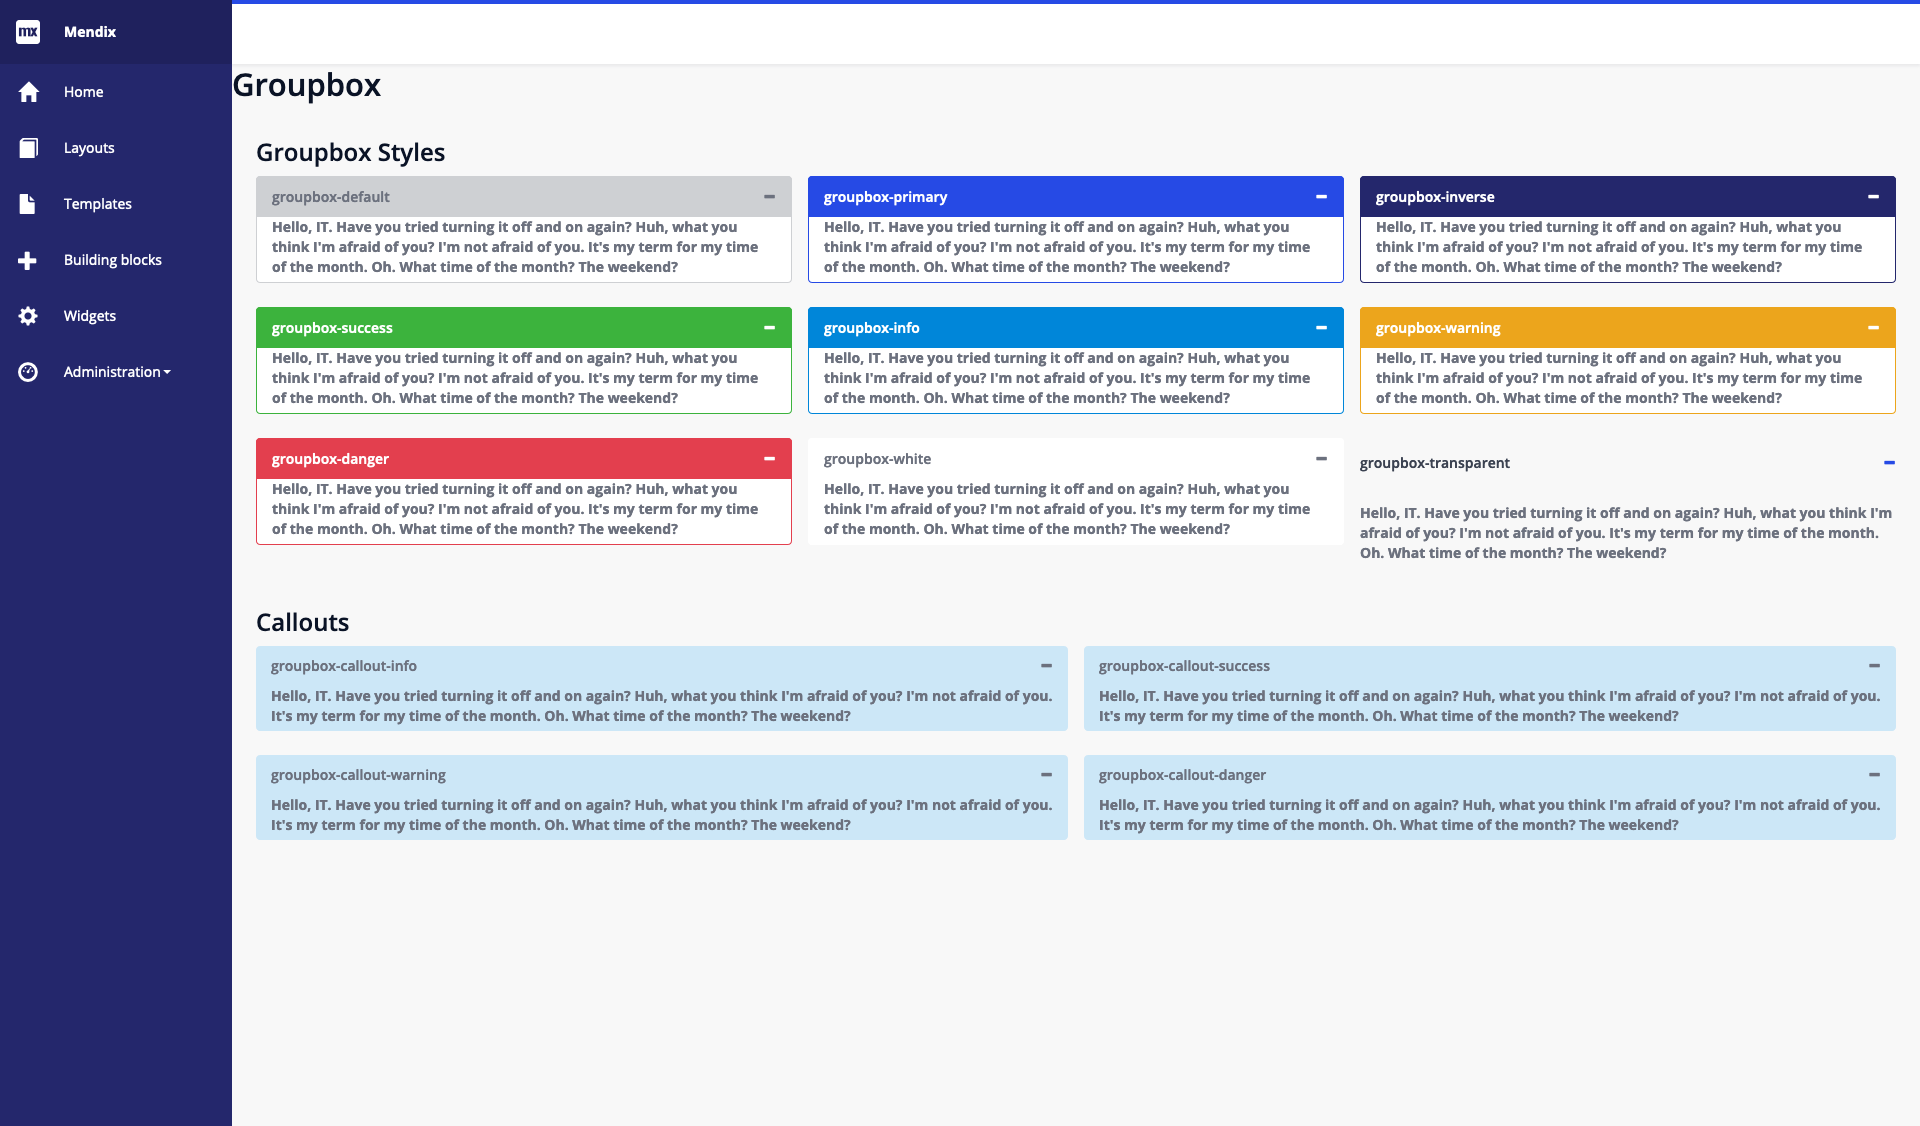 mx Mendix
Home
Layouts
Templates
Building blocks
Widgets
Administration
Groupbox
Groupbox Styles
groupbox-default
Hello, IT. Have you tried turning it off and on again? Huh, what you
think I'm afraid of you? I'm not afraid of you. It's my term for my time
of the month. Oh. What time of the month? The weekend?
groupbox-primary
Hello, IT. Have you tried turning it off and on again? Huh, what you
think I'm afraid of you? I'm not afraid of you. It's my term for my time
of the month. Oh. What time of the month? The weekend?
groupbox-inverse
Hello, IT. Have you tried turning it off and on again? Huh, what you
think I'm afraid of you? I'm not afraid of you. It's my term for my time
of the month. Oh. What time of the month? The weekend?
groupbox-success
Hello, IT. Have you tried turning it off and on again? Huh, what you
think I'm afraid of you? I'm not afraid of you. It's my term for my time
of the month. Oh. What time of the month? The weekend?
groupbox-info
Hello, IT. Have you tried turning it off and on again? Huh, what you
think I'm afraid of you? I'm not afraid of you. It's my term for my time
of the month. Oh. What time of the month? The weekend?
groupbox-warning
Hello, IT. Have you tried turning it off and on again? Huh, what you
think I'm afraid of you? I'm not afraid of you. It's my term for my time
of the month. Oh. What time of the month? The weekend?
groupbox-danger
Hello, IT. Have you tried turning it off and on again? Huh, what you
think I'm afraid of you? I'm not afraid of you. It's my term for my time
of the month. Oh. What time of the month? The weekend?
groupbox-white
Hello, IT. Have you tried turning it off and on again? Huh, what you
think I'm afraid of you? I'm not afraid of you. It's my term for my time
of the month. Oh. What time of the month? The weekend?
groupbox-transparent
Hello, IT. Have you tried turning it off and on again? Huh, what you think I'm
afraid of you? I'm not afraid of you. It's my term for my time of the month.
Oh. What time of the month? The weekend?
Callouts
groupbox-callout-info
Hello, IT. Have you tried turning it off and on again? Huh, what you think I'm afraid of you? I'm not afraid of you.
It's my term for my time of the month. Oh. What time of the month? The weekend?
groupbox-callout-success
Hello, IT. Have you tried turning it off and on again? Huh, what you think I'm afraid of you? I'm not afraid of you.
It's my term for my time of the month. Oh. What time of the month? The weekend?
groupbox-callout-warning
Hello, IT. Have you tried turning it off and on again? Huh, what you think I'm afraid of you? I'm not afraid of you.
It's my term for my time of the month. Oh. What time of the month? The weekend?
groupbox-callout-danger
Hello, IT. Have you tried turning it off and on again? Huh, what you think I'm afraid of you? I'm not afraid of you.
It's my term for my time of the month. Oh. What time of the month? The weekend?